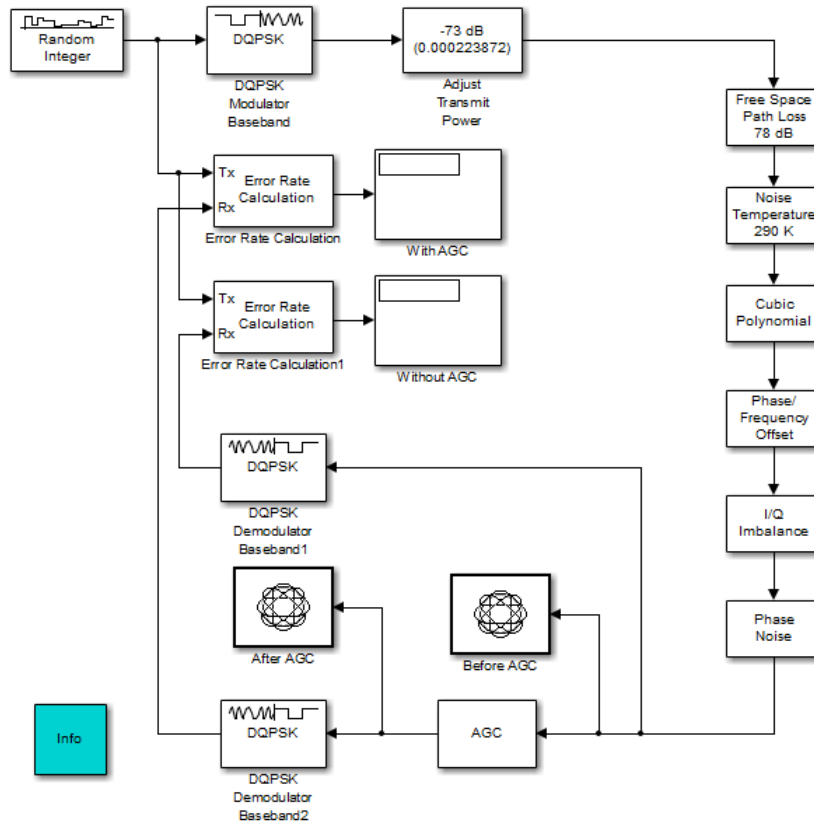 Random
Integer
DQPSK
DQPSK
Modulator
Baseband
-73 dB
(0.000223872)
Adjust
Transmit
Power
Free Space
Path Loss
78 dB
Tx
Rx
Error Rate
Calculation
Error Rate Calculation
With AGC
Noise
Temperature
290 K
Tx
Rx
Error Rate
Calculation
Error Rate Calculation1
Without AGC
Cubic
Polynomial
Phase/
Frequency
Offset
DQPSK
DQPSK
Demodulator
Baseband1
I/Q
Imbalance
After AGC
Before AGC
Phase
Noise
Info
DQPSK
DQPSK
Demodulator
Baseband2
AGC